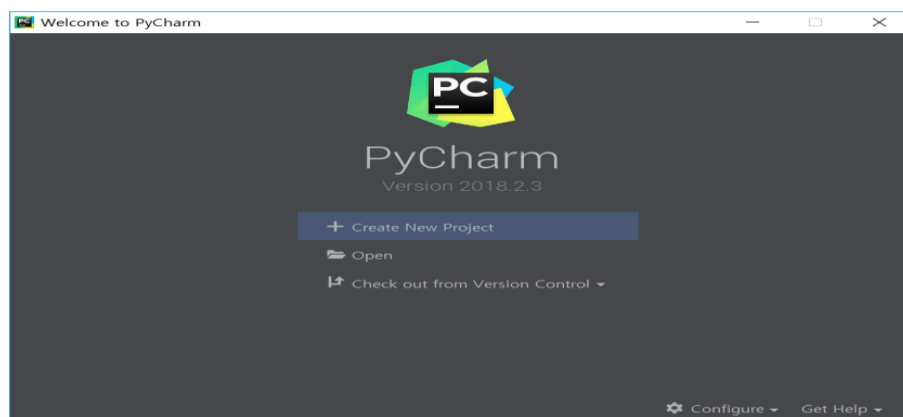 Welcome to PyCharm
PC
PyCharm
Version 2018.2.3
Create New Project
Open
Check out from Version Control
Configure Get Help